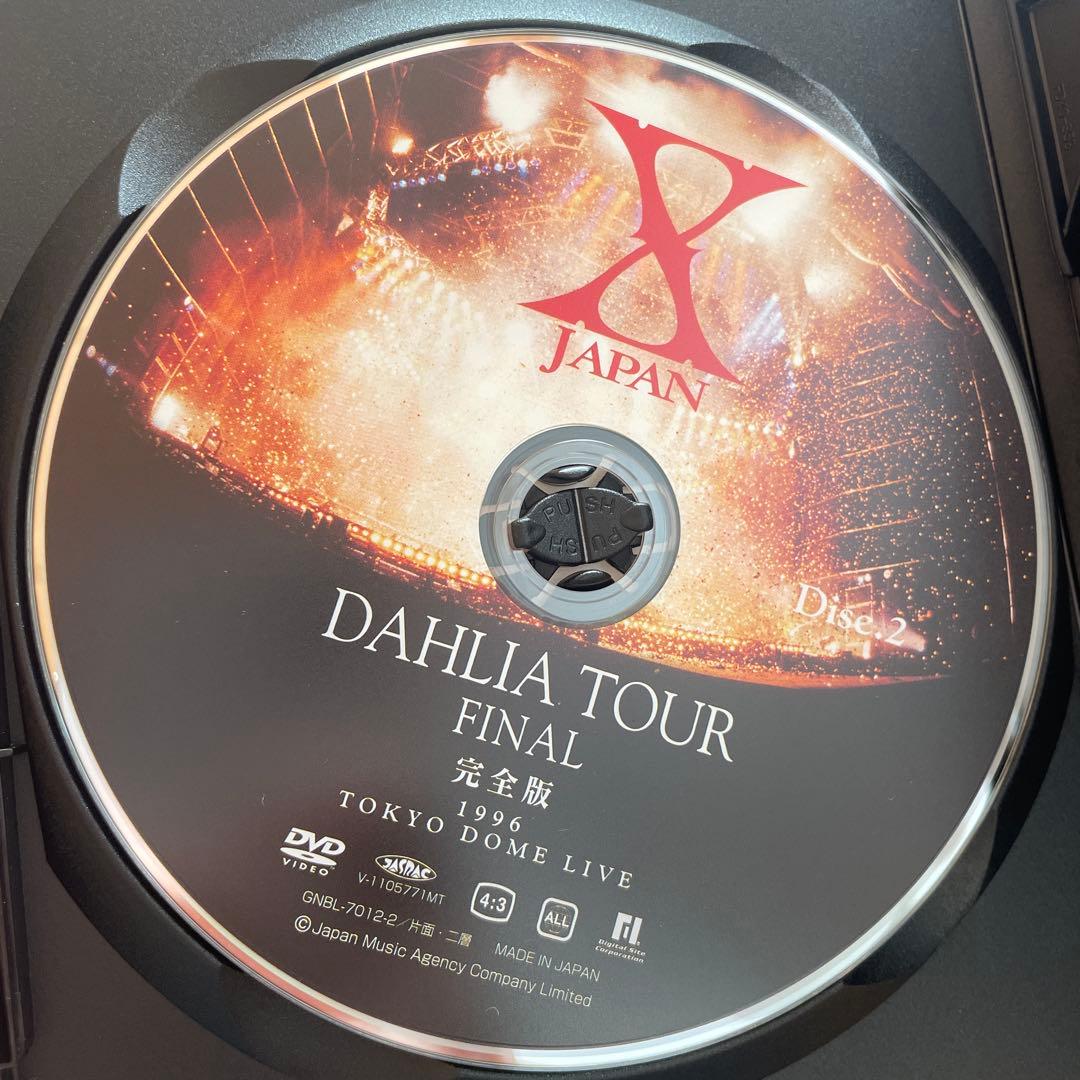 X
JAPAN
PUSH
PUSH
Disc.2
DAHLIA TOUR
FINAL
完全版
1996
TOKYO DOME LIVE
DVD
VIDEO
JASRAC
V-1105771MT
4:3
ALL
Digital Site
Corporation
GNBL-7012-2／片面・二層
MADE IN JAPAN
©Japan Music Agency Company Limited